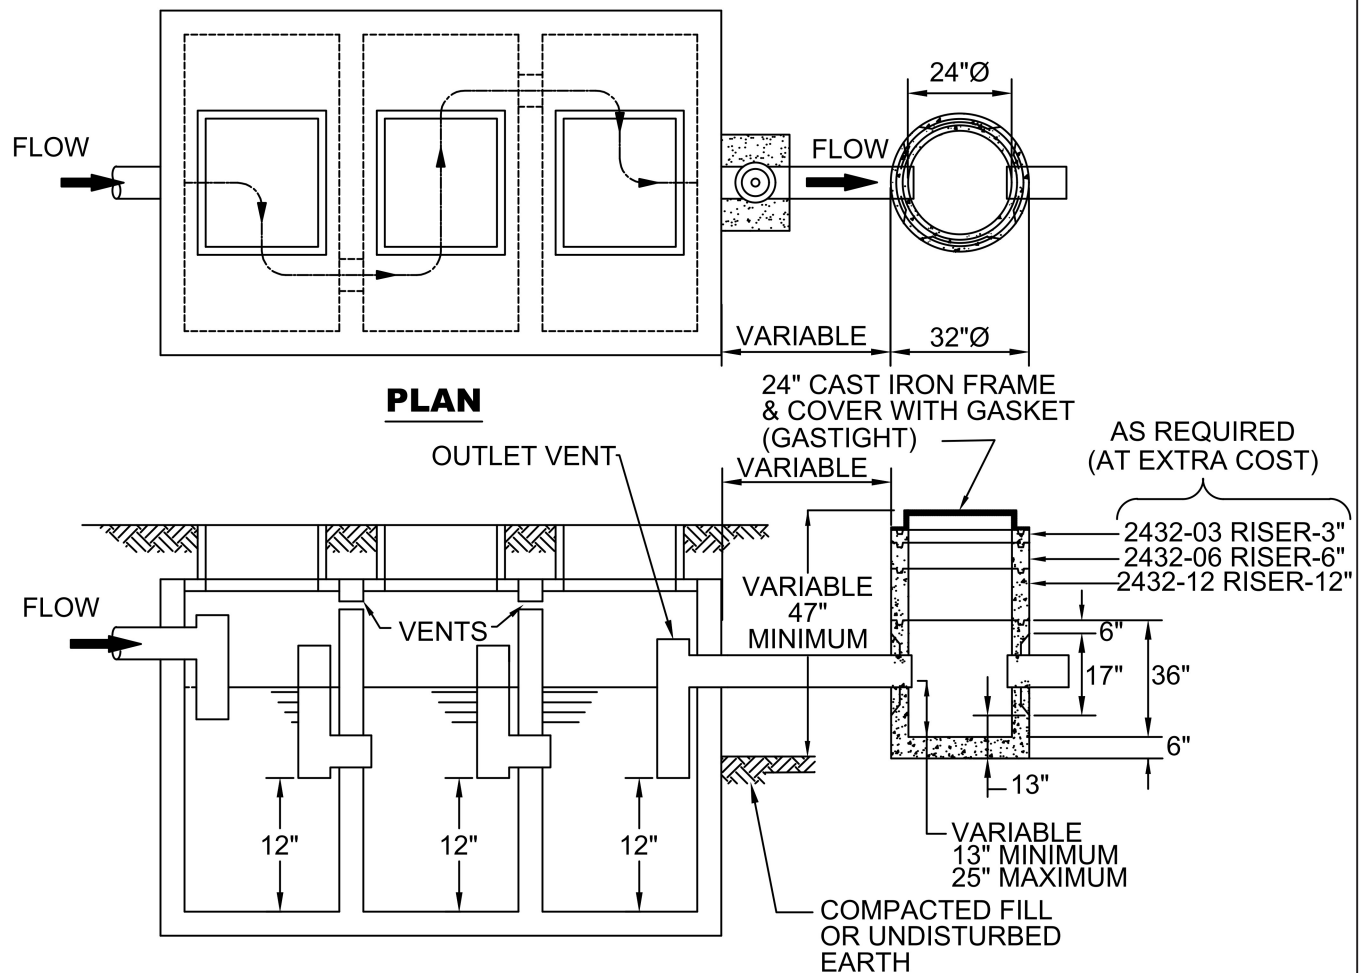 24"Ø
FLOW
FLOW
VARIABLE
32"Ø
PLAN
24" CAST IRON FRAME
& COVER WITH GASKET
(GASTIGHT)
OUTLET VENT
VARIABLE
AS REQUIRED
(AT EXTRA COST)
2432-03 RISER-3"
2432-06 RISER-6"
2432-12 RISER-12"
VARIABLE
47"
MINIMUM
FLOW
VENTS
6"
17"
36"
6"
13"
12"
12"
12"
VARIABLE
13" MINIMUM
25" MAXIMUM
COMPACTED FILL
OR UNDISTURBED
EARTH